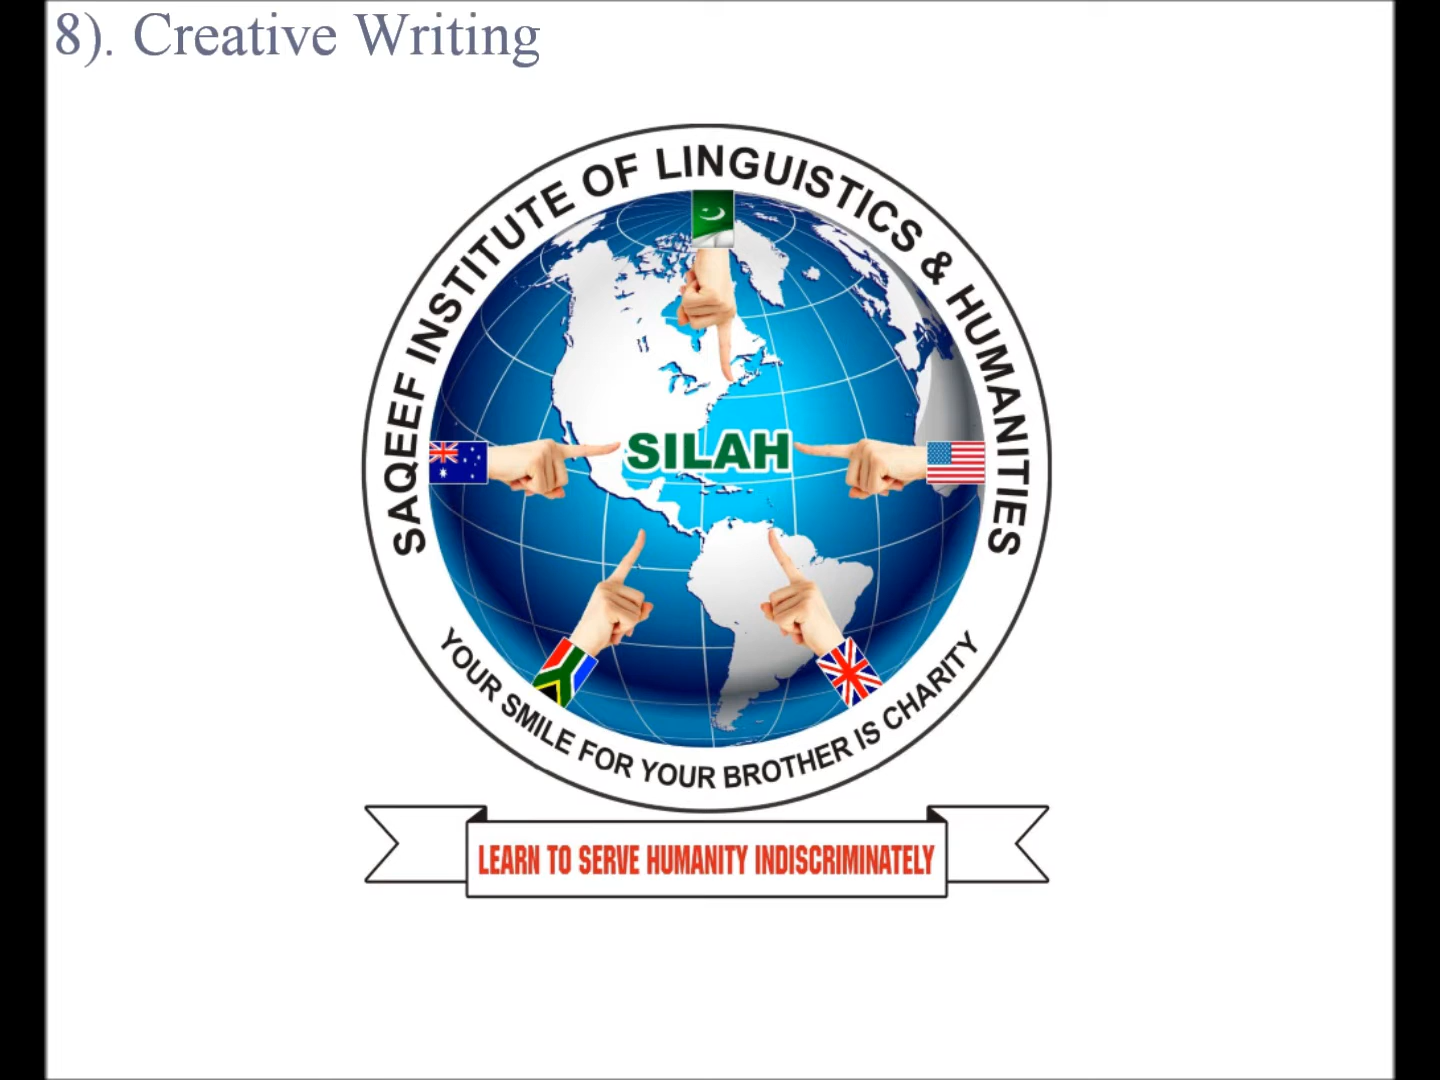 8). Creative Writing
SAQEEF INSTITUTE OF LINGUISTICS & HUMANITIES
SILAH
YOUR SMILE FOR YOUR BROTHER IS CHARITY
LEARN TO SERVE HUMANITY INDISCRIMINATELY